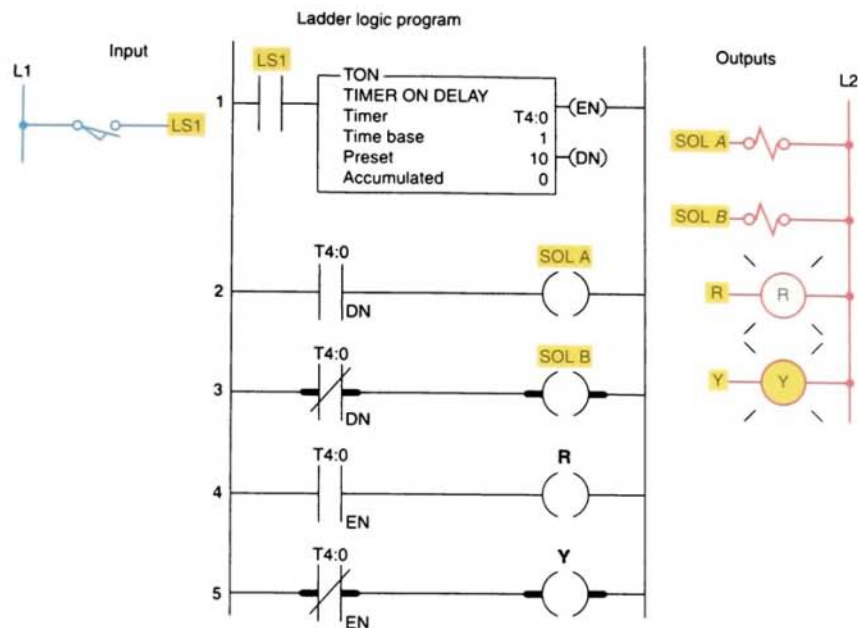 Ladder logic program
Input
Outputs
L1
L2
LS1
LS1
1
TON
TIMER ON DELAY
Timer T4:0
Time base 1
Preset 10
Accumulated 0
(EN)
(DN)
SOL A
SOL B
R R
Y Y
T4:0 SOL A
2
DN
T4:0 SOL B
3
DN
T4:0 R
4
EN
T4:0 Y
5
EN